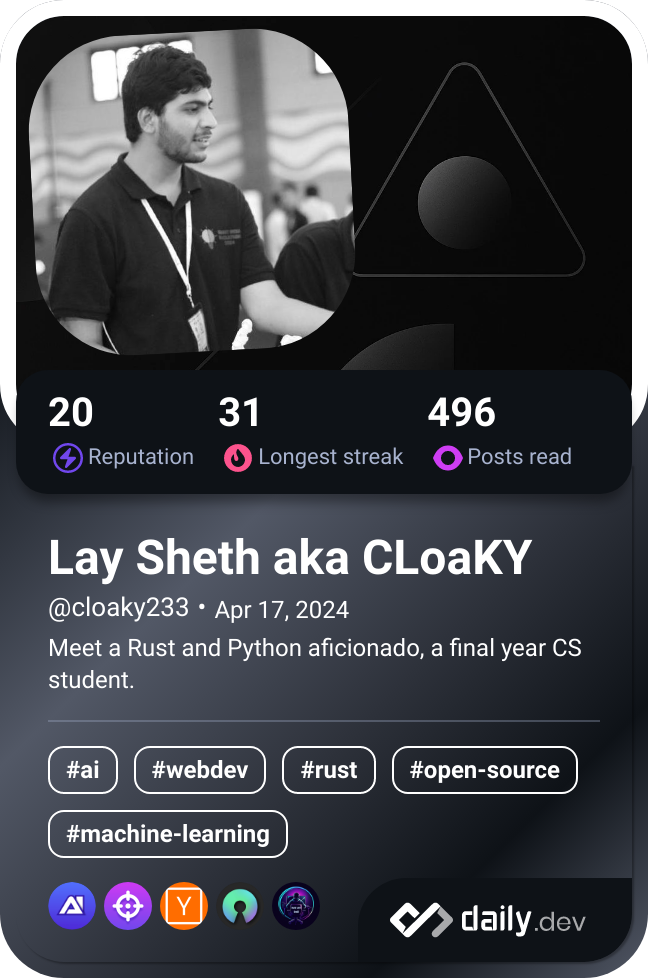 20 31 496
Reputation Longest streak Posts read
Lay Sheth aka CLoaKY
@cloaky233 • Apr 17, 2024
Meet a Rust and Python aficionado, a final year CS
student.
#ai #webdev #rust #open-source
#machine-learning
Y
daily.dev